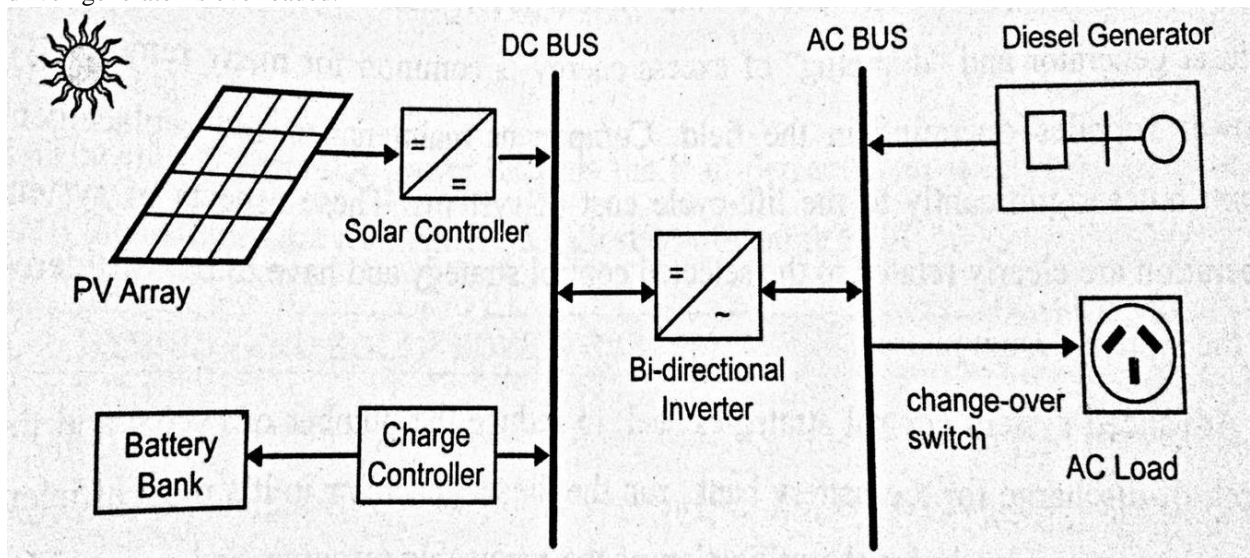 DC BUS
AC BUS
Diesel Generator
=
=
Solar Controller
PV Array
=
~
Bi-directional
Inverter
change-over
switch
AC Load
Battery
Bank
Charge
Controller